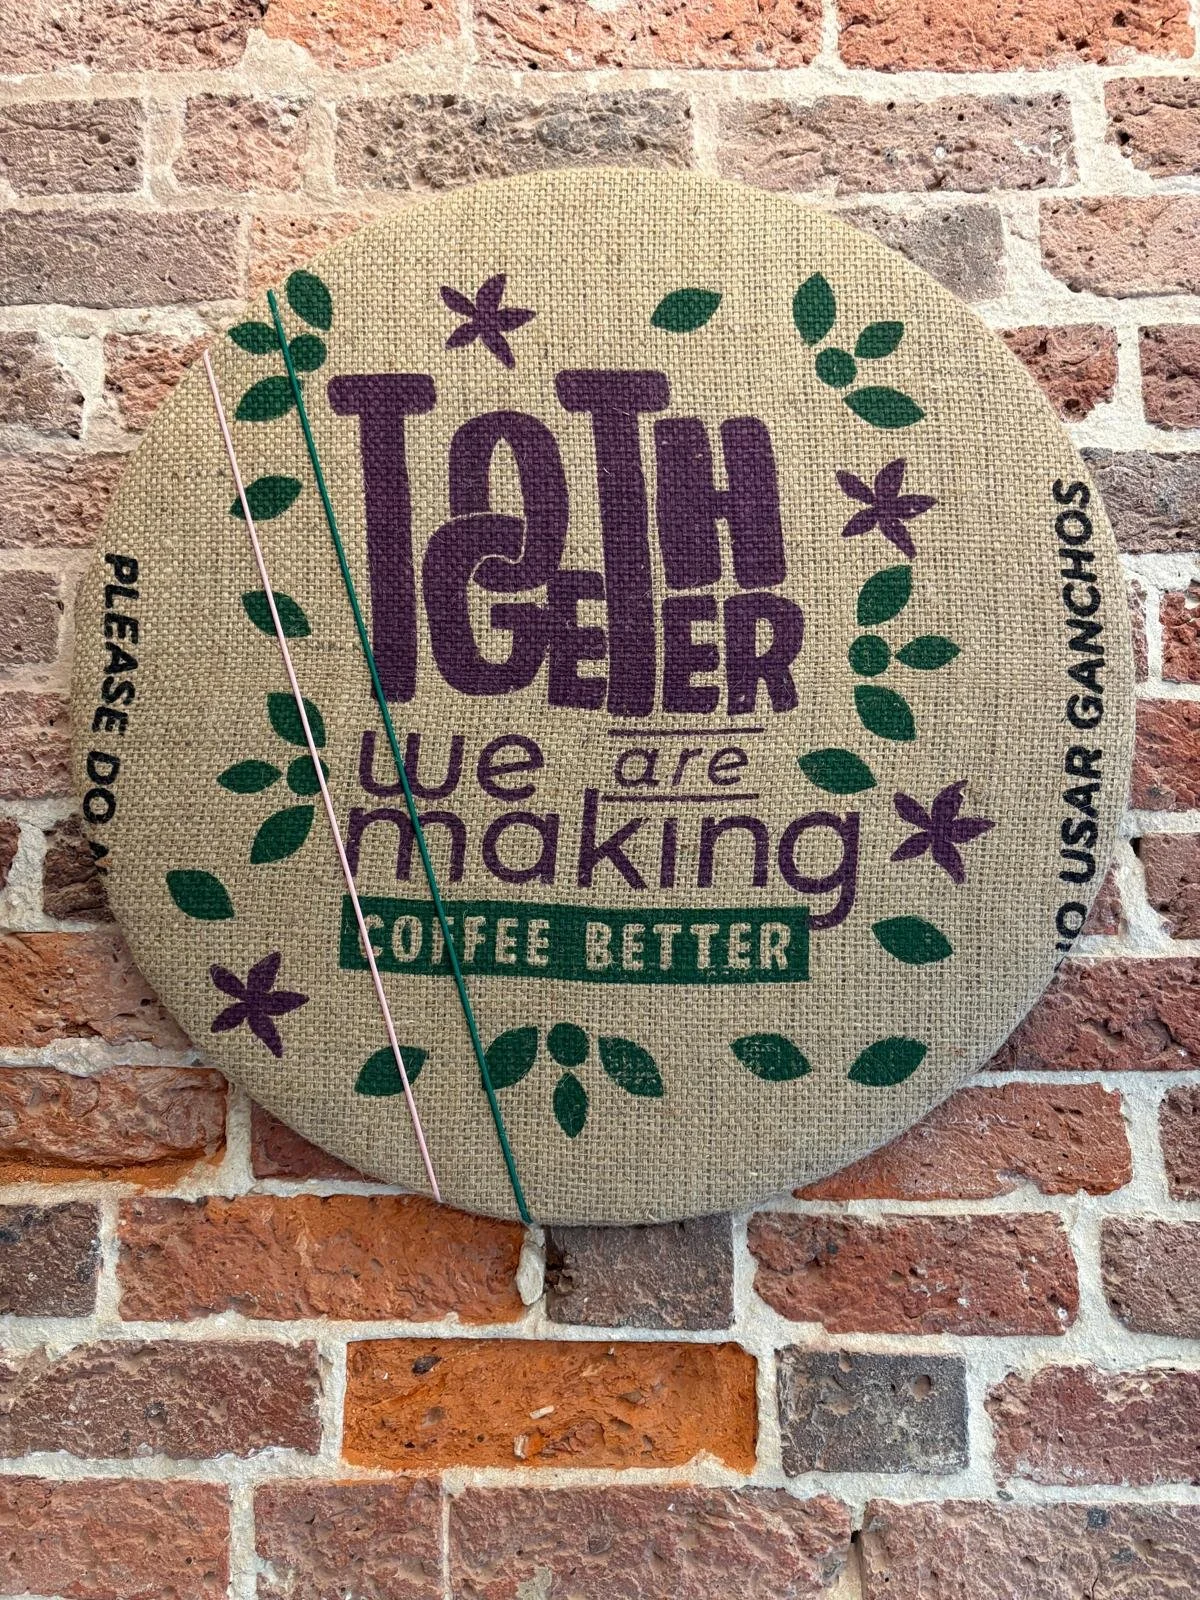 TOGETHER
we are
making
COFFEE BETTER
PLEASE DO
USAR GANCHOS